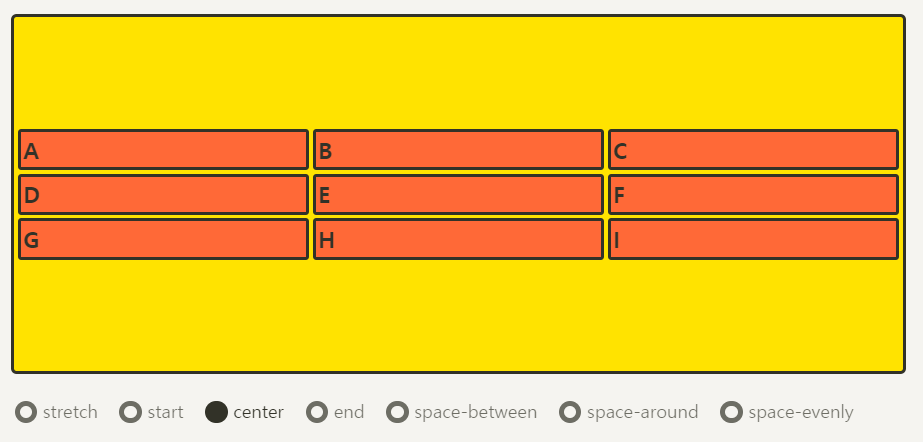 A B C
D E F
G H I
stretch start center end space-between space-around space-evenly